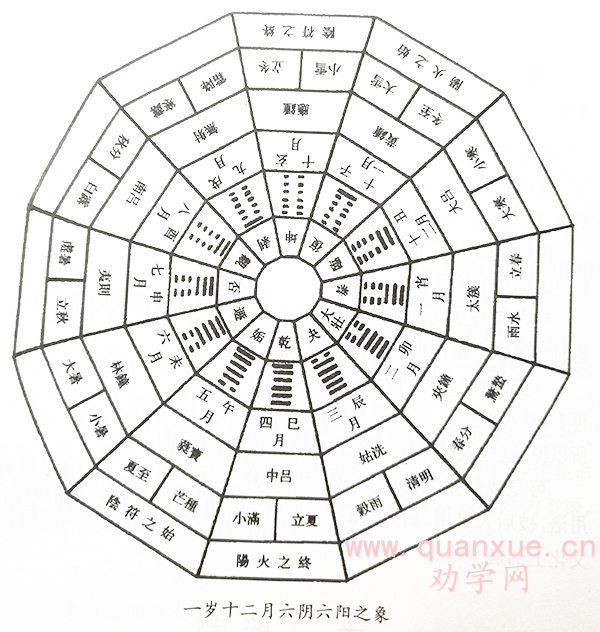 陰符之終
立冬 小雪
應鍾
十亥月
坤
陽火之始
大雪 冬至
黃鍾
十一月子
復
小寒 大寒
大呂
十二月丑
臨
立春 雨水
太簇
一月
泰
驚蟄 春分
夾鍾
二月卯
大壯
清明 穀雨
姑洗
三月辰
夬
陽火之終
立夏 小滿
中呂
四月巳
乾
陰符之始
芒種 夏至
蕤賓
五月午
姤
小暑 大暑
林鍾
六月未
遯
立秋 處暑
夷則
七月申
否
白露 秋分
南呂
八月酉
觀
寒露 霜降
無射
九月戌
剥
www.quanxue.cn
劝学网
一岁十二月六阴六阳之象